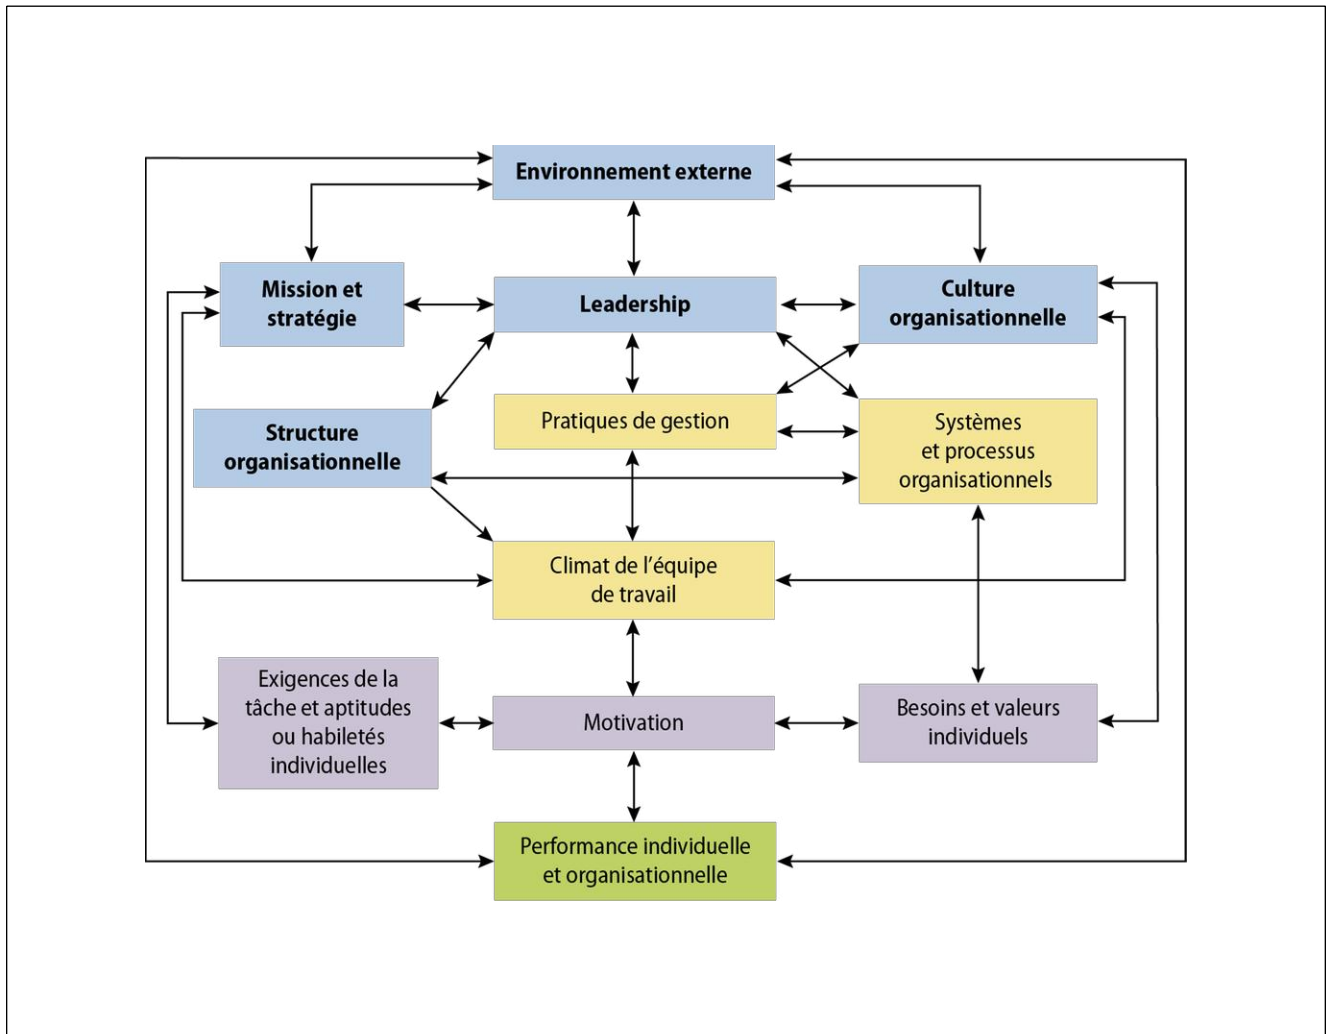 Environnement externe
Mission et
stratégie
Leadership
Culture
organisationnelle
Structure
organisationnelle
Pratiques de gestion
Systèmes
et processus
organisationnels
Climat de l’équipe
de travail
Exigences de la
tâche et aptitudes
ou habiletés
individuelles
Motivation
Besoins et valeurs
individuels
Performance individuelle
et organisationnelle